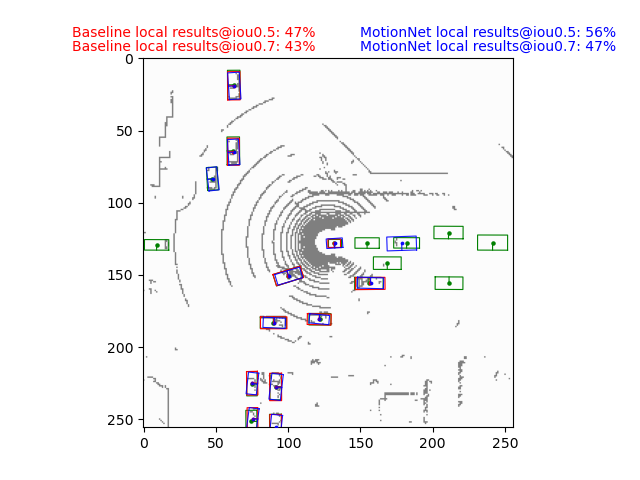 Baseline local results@iou0.5: 47% MotionNet local results@iou0.5: 56%
Baseline local results@iou0.7: 43% MotionNet local results@iou0.7: 47%
0
50
100
150
200
250
0 50 100 150 200 250